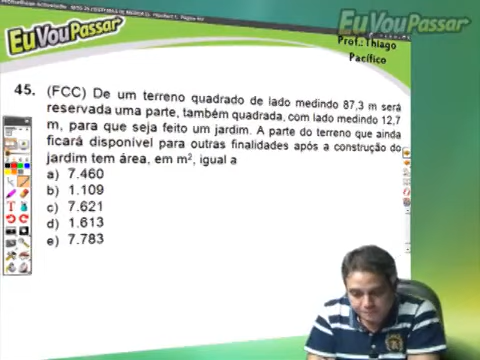 EuVouPassar
EuVouPassar
Prof.: Thiago
Pacífico
45. (FCC) De um terreno quadrado de lado medindo 87,3 m será
reservada uma parte, também quadrada, com lado medindo 12,7
m, para que seja feito um jardim. A parte do terreno que ainda
ficará disponível para outras finalidades após a construção do
jardim tem área, em m², igual a
a) 7.460
b) 1.109
c) 7.621
d) 1.613
e) 7.783